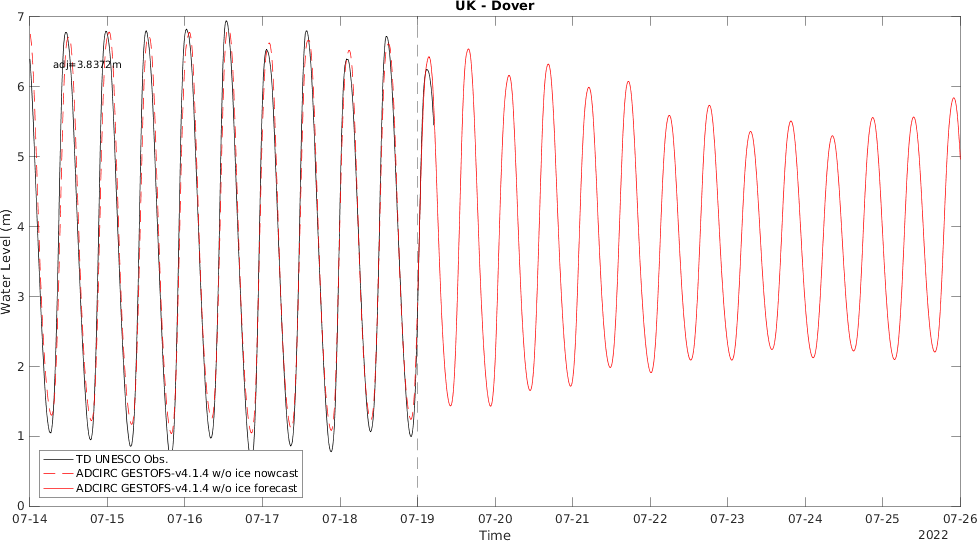 UK - Dover
7
6
5
4
3
2
1
0
Water Level (m)
adj=3.8372m
TD UNESCO Obs.
ADCIRC GESTOFS-v4.1.4 w/o ice nowcast
ADCIRC GESTOFS-v4.1.4 w/o ice forecast
07-14 07-15 07-16 07-17 07-18 07-19 07-20 07-21 07-22 07-23 07-24 07-25 07-26
Time
2022